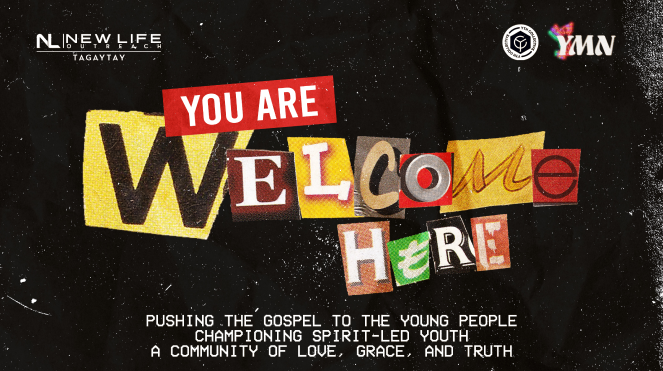 NL NEW LIFE
OUTREACH
TAGAYTAY
YMN
YOU ARE
WELCOME
HERE
PUSHING THE GOSPEL TO THE YOUNG PEOPLE
CHAMPIONING SPIRIT-LED YOUTH
A COMMUNITY OF LOVE, GRACE, AND TRUTH